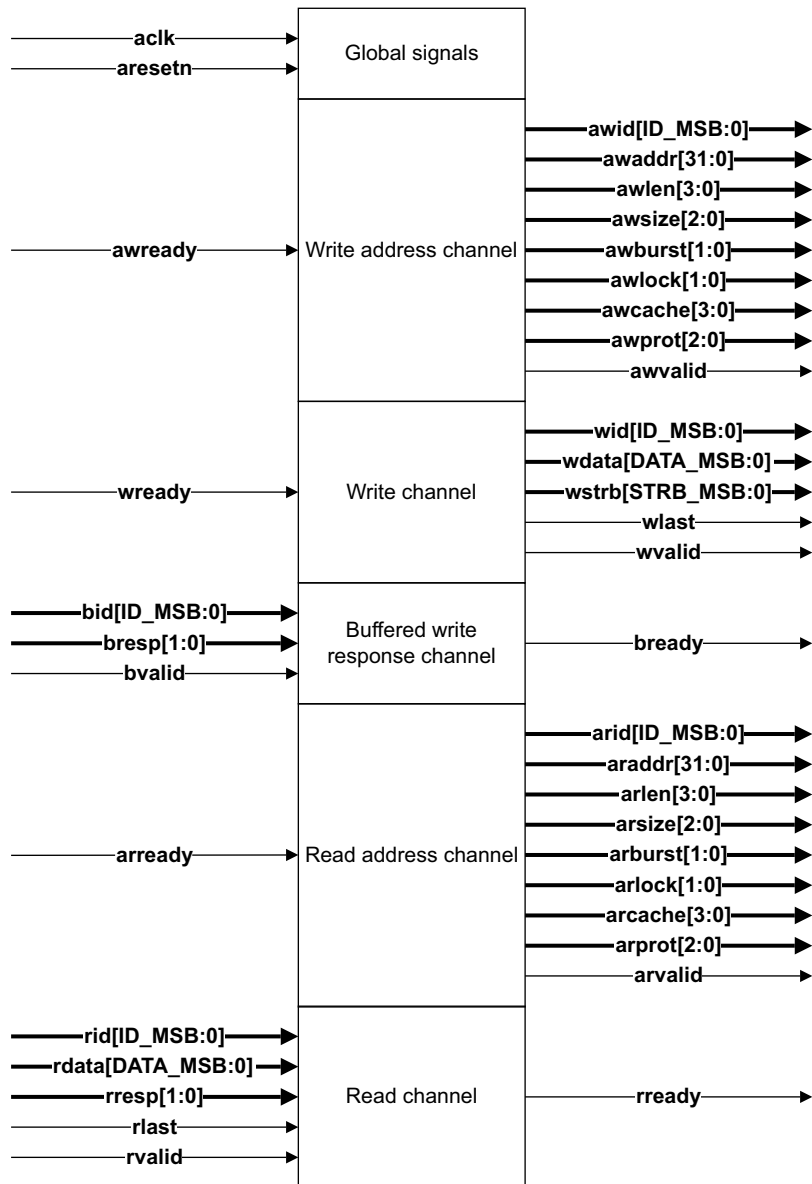 aclk
aresetn
Global signals
awready
Write address channel
awid[ID_MSB:0]
awaddr[31:0]
awlen[3:0]
awsize[2:0]
awburst[1:0]
awlock[1:0]
awcache[3:0]
awprot[2:0]
awvalid
wready
Write channel
wid[ID_MSB:0]
wdata[DATA_MSB:0]
wstrb[STRB_MSB:0]
wlast
wvalid
bid[ID_MSB:0]
bresp[1:0]
bvalid
Buffered write
response channel
bready
arready
Read address channel
arid[ID_MSB:0]
araddr[31:0]
arlen[3:0]
arsize[2:0]
arburst[1:0]
arlock[1:0]
arcache[3:0]
arprot[2:0]
arvalid
rid[ID_MSB:0]
rdata[DATA_MSB:0]
rresp[1:0]
rlast
rvalid
Read channel
rready